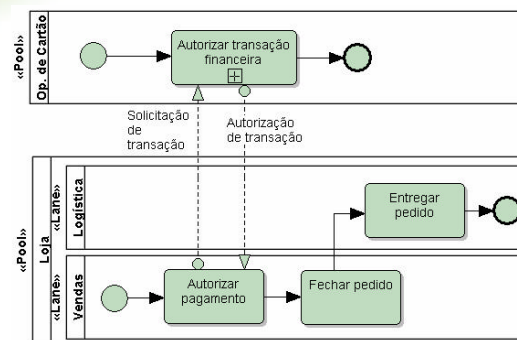 «Pool»
Op. de Cartão
Autorizar transação
financeira
Solicitação
de
transação
Autorização
de transação
«Pool»
Loja
«Lane»
Logística
Entregar
pedido
«Lane»
Vendas
Autorizar
pagamento
Fechar pedido